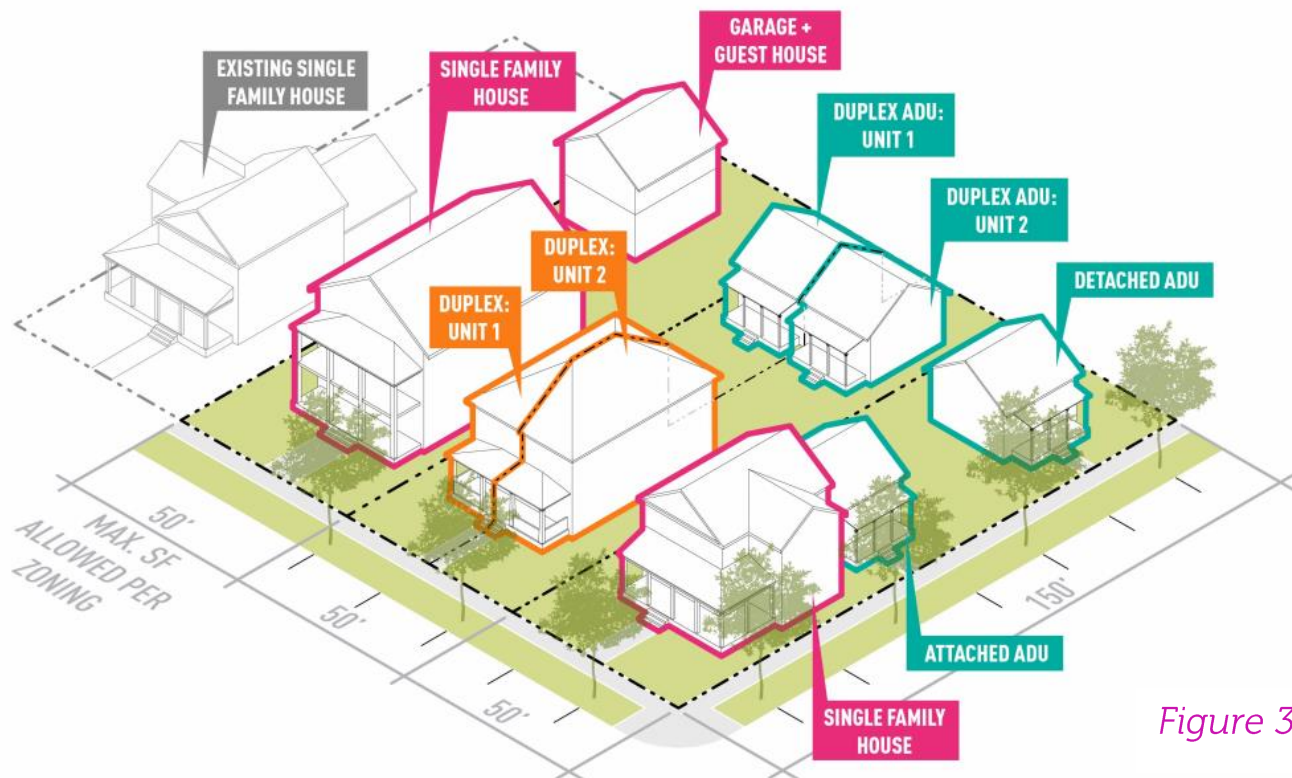 EXISTING SINGLE
FAMILY HOUSE
SINGLE FAMILY
HOUSE
GARAGE +
GUEST HOUSE
DUPLEX ADU:
UNIT 1
DUPLEX ADU:
UNIT 2
DETACHED ADU
DUPLEX:
UNIT 2
DUPLEX:
UNIT 1
50'
MAX. SF
ALLOWED PER
ZONING
50'
50'
150'
ATTACHED ADU
SINGLE FAMILY
HOUSE
Figure 3